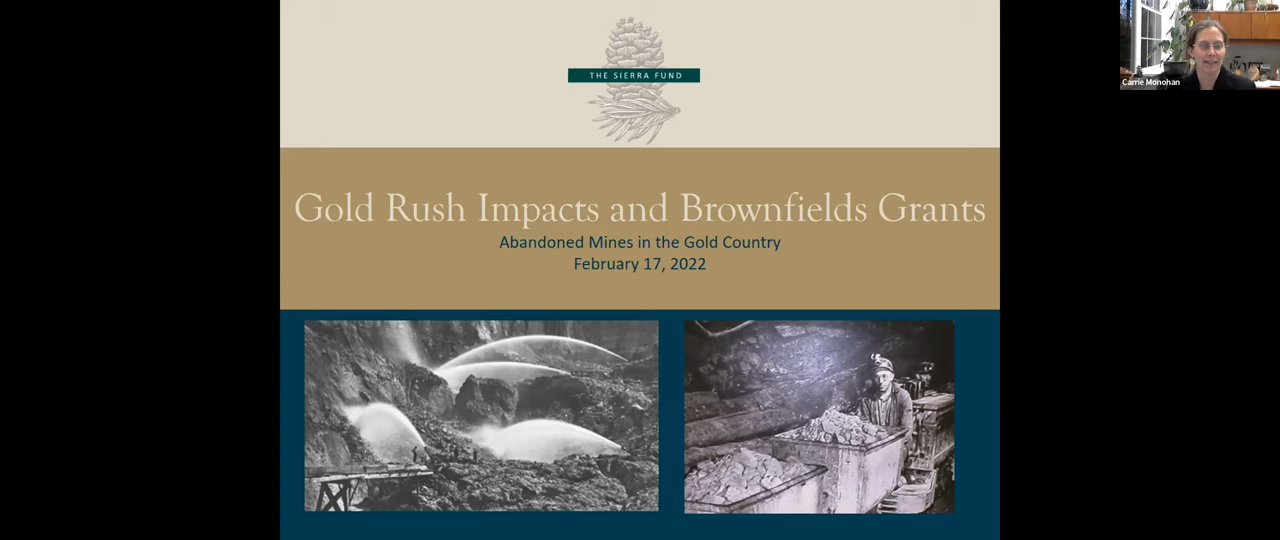 THE SIERRA FUND
Gold Rush Impacts and Brownfields Grants
Abandoned Mines in the Gold Country
February 17, 2022
Carrie Monohan